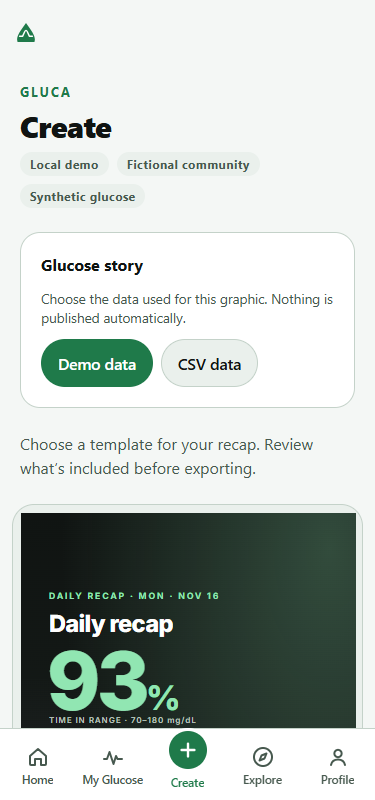 GLUCA
Create
Local demo
Fictional community
Synthetic glucose
Glucose story
Choose the data used for this graphic. Nothing is
published automatically.
Demo data
CSV data
Choose a template for your recap. Review
what’s included before exporting.
DAILY RECAP · MON · NOV 16
Daily recap
93%
TIME IN RANGE · 70–180 mg/dL
Home
My Glucose
Create
Explore
Profile